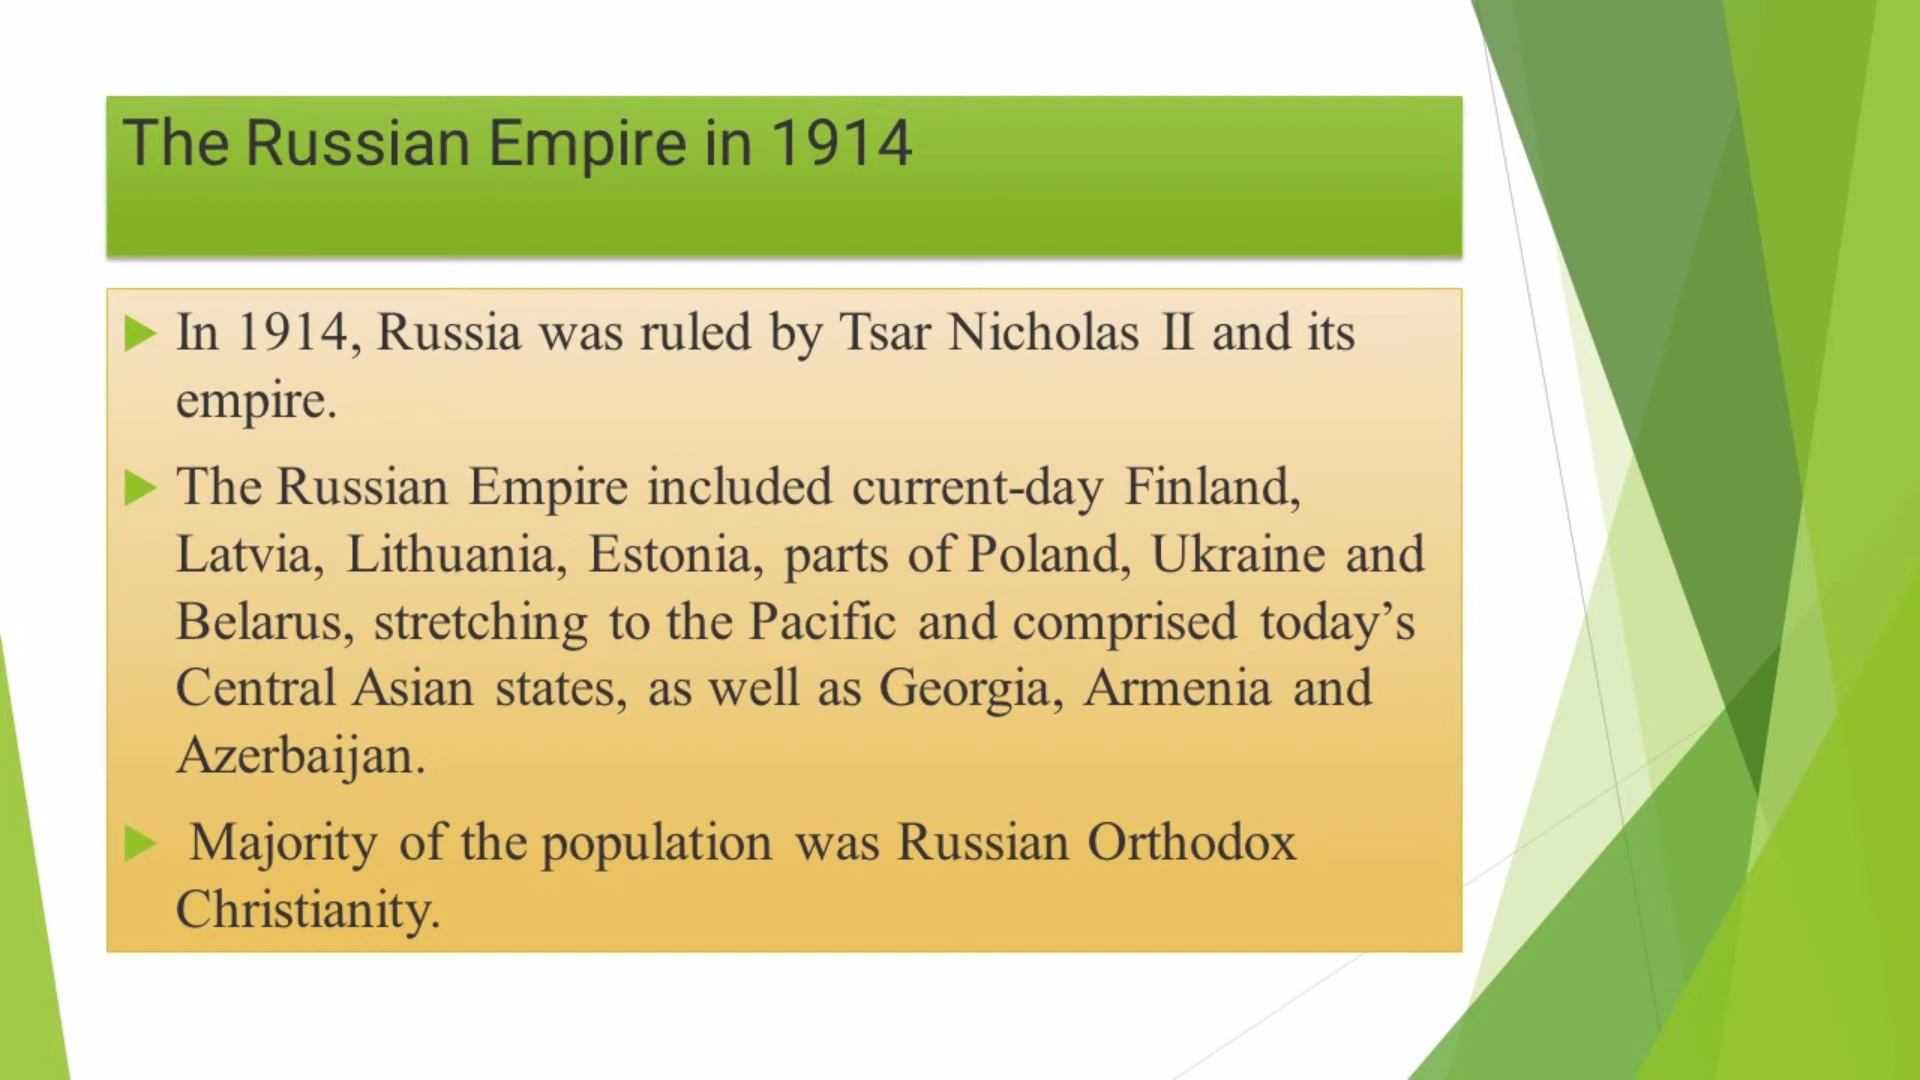 The Russian Empire in 1914
In 1914, Russia was ruled by Tsar Nicholas II and its
empire.
The Russian Empire included current-day Finland,
Latvia, Lithuania, Estonia, parts of Poland, Ukraine and
Belarus, stretching to the Pacific and comprised today’s
Central Asian states, as well as Georgia, Armenia and
Azerbaijan.
Majority of the population was Russian Orthodox
Christianity.